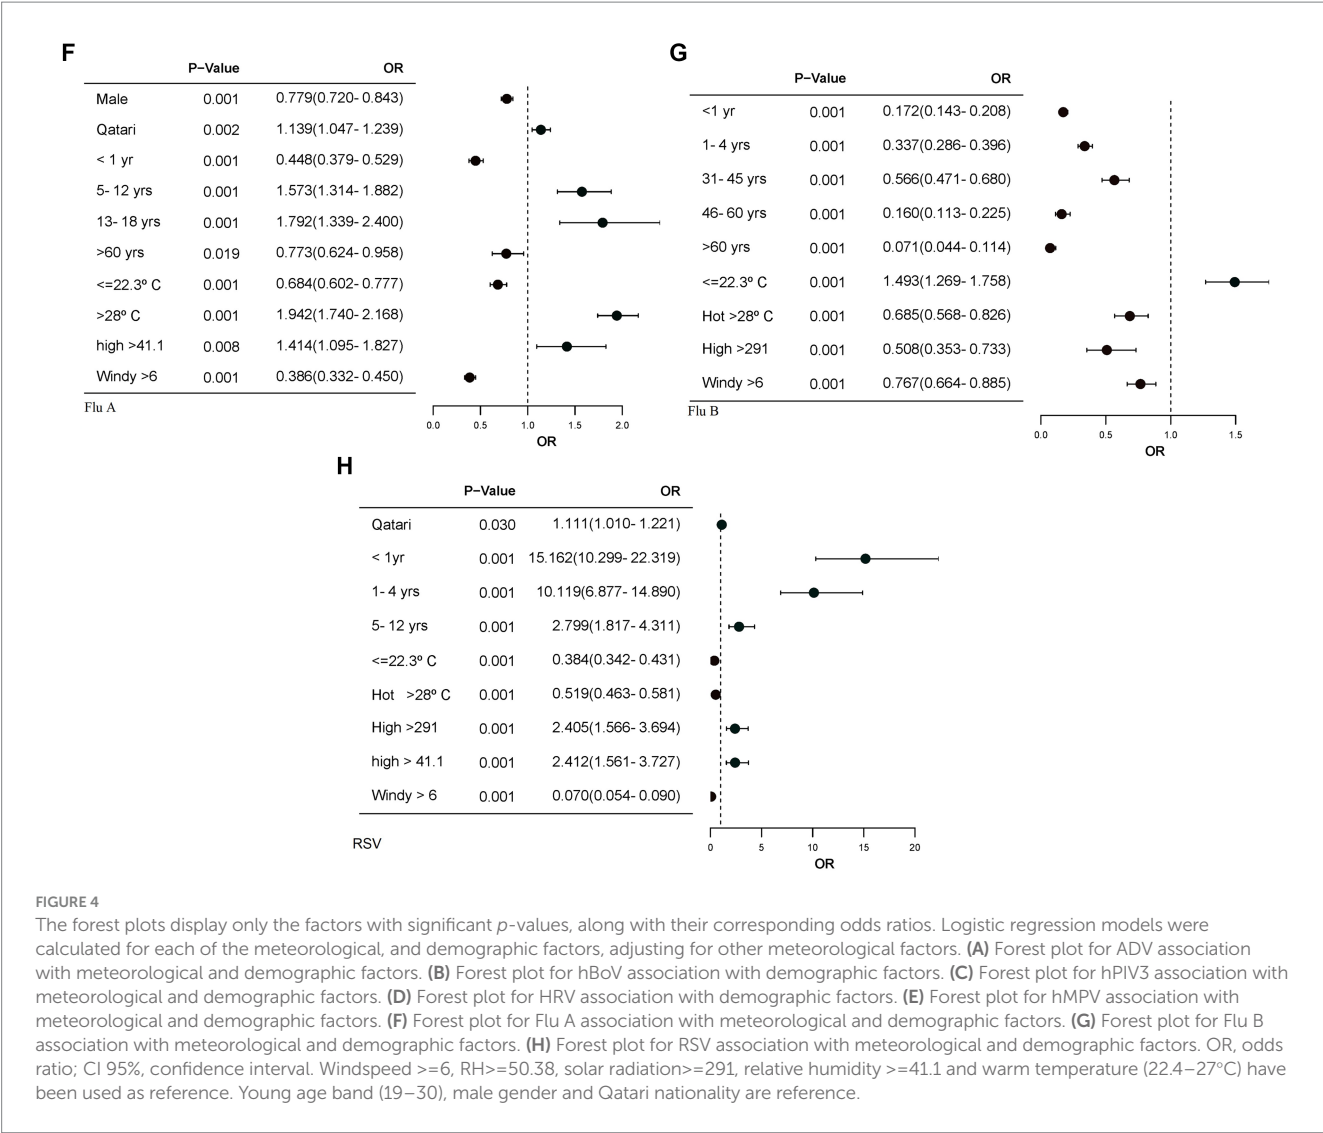 F
P–Value OR
Male 0.001 0.779(0.720- 0.843)
Qatari 0.002 1.139(1.047- 1.239)
< 1 yr 0.001 0.448(0.379- 0.529)
5- 12 yrs 0.001 1.573(1.314- 1.882)
13- 18 yrs 0.001 1.792(1.339- 2.400)
>60 yrs 0.019 0.773(0.624- 0.958)
<=22.3º C 0.001 0.684(0.602- 0.777)
>28º C 0.001 1.942(1.740- 2.168)
high >41.1 0.008 1.414(1.095- 1.827)
Windy >6 0.001 0.386(0.332- 0.450)
Flu A
0.0 0.5 1.0 1.5 2.0
OR
G
P–Value OR
<1 yr 0.001 0.172(0.143- 0.208)
1- 4 yrs 0.001 0.337(0.286- 0.396)
31- 45 yrs 0.001 0.566(0.471- 0.680)
46- 60 yrs 0.001 0.160(0.113- 0.225)
>60 yrs 0.001 0.071(0.044- 0.114)
<=22.3º C 0.001 1.493(1.269- 1.758)
Hot >28º C 0.001 0.685(0.568- 0.826)
High >291 0.001 0.508(0.353- 0.733)
Windy >6 0.001 0.767(0.664- 0.885)
Flu B
0.0 0.5 1.0 1.5
OR
H
P–Value OR
Qatari 0.030 1.111(1.010- 1.221)
< 1yr 0.001 15.162(10.299- 22.319)
1- 4 yrs 0.001 10.119(6.877- 14.890)
5- 12 yrs 0.001 2.799(1.817- 4.311)
<=22.3º C 0.001 0.384(0.342- 0.431)
Hot >28º C 0.001 0.519(0.463- 0.581)
High >291 0.001 2.405(1.566- 3.694)
high > 41.1 0.001 2.412(1.561- 3.727)
Windy > 6 0.001 0.070(0.054- 0.090)
RSV
0 5 10 15 20
OR
FIGURE 4
The forest plots display only the factors with significant p-values, along with their corresponding odds ratios. Logistic regression models were
calculated for each of the meteorological, and demographic factors, adjusting for other meteorological factors. (A) Forest plot for ADV association
with meteorological and demographic factors. (B) Forest plot for hBoV association with demographic factors. (C) Forest plot for hPIV3 association with
meteorological and demographic factors. (D) Forest plot for HRV association with demographic factors. (E) Forest plot for hMPV association with
meteorological and demographic factors. (F) Forest plot for Flu A association with meteorological and demographic factors. (G) Forest plot for Flu B
association with meteorological and demographic factors. (H) Forest plot for RSV association with meteorological and demographic factors. OR, odds
ratio; CI 95%, confidence interval. Windspeed >=6, RH>=50.38, solar radiation>=291, relative humidity >=41.1 and warm temperature (22.4–27°C) have
been used as reference. Young age band (19–30), male gender and Qatari nationality are reference.